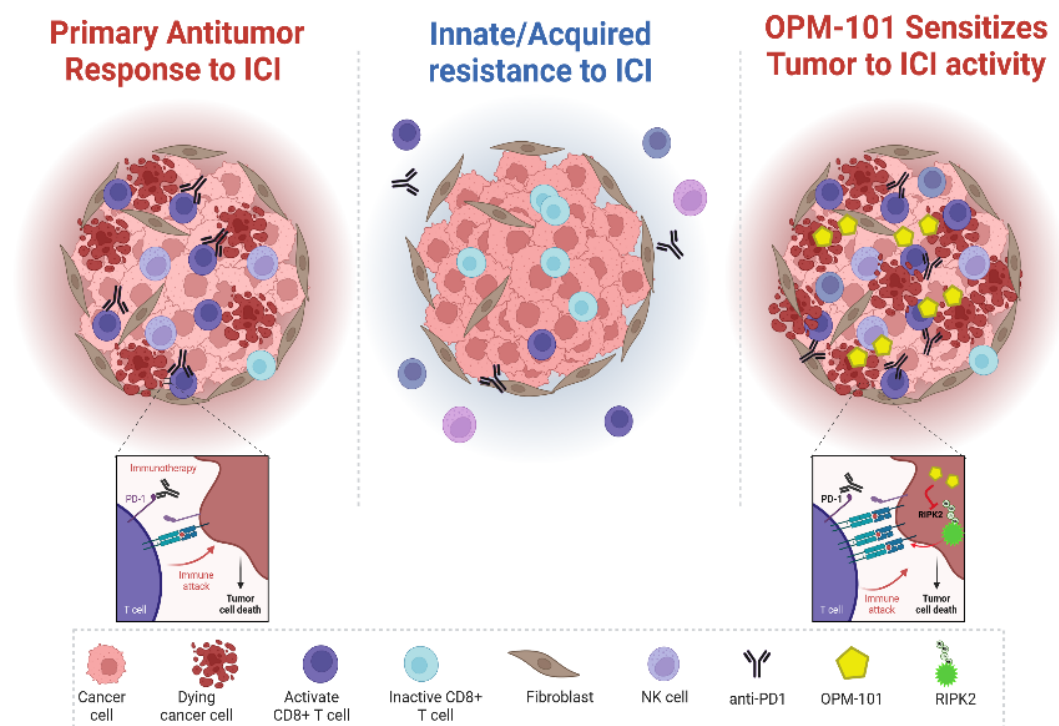 Primary Antitumor
Response to ICI
Innate/Acquired
resistance to ICI
OPM-101 Sensitizes
Tumor to ICI activity
Immunotherapy
PD-1
Immune
attack
T cell
Tumor
cell death
PD-1
RIPK2
Immune
attack
T cell
Tumor
cell death
Cancer
cell
Dying
cancer cell
Activate
CD8+ T cell
Inactive CD8+
T cell
Fibroblast
NK cell
anti-PD1
OPM-101
RIPK2